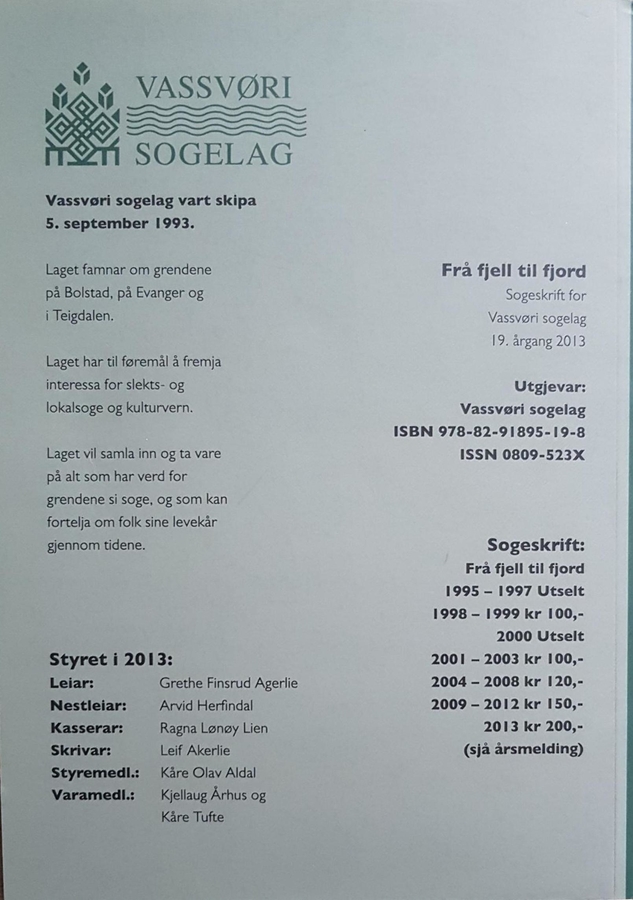 VASSVØRI
SOGELAG
Vassvøri sogelag vart skipa
5. september 1993.
Laget famnar om grendene
på Bolstad, på Evanger og
i Teigdalen.
Laget har til føremål å fremja
interessa for slekts- og
lokalsoge og kulturvern.
Laget vil samla inn og ta vare
på alt som har verd for
grendene si soge, og som kan
fortelja om folk sine levekår
gjennom tidene.
Styret i 2013:
Leiar: Grethe Finsrud Agerlie
Nestleiar: Arvid Herfindal
Kasserar: Ragna Lønøy Lien
Skrivar: Leif Akerlie
Styremedl.: Kåre Olav Aldal
Varamedl.: Kjellaug Århus og
Kåre Tufte
Frå fjell til fjord
Sogeskrift for
Vassvøri sogelag
19. årgang 2013
Utgjevar:
Vassvøri sogelag
ISBN 978-82-91895-19-8
ISSN 0809-523X
Sogeskrift:
Frå fjell til fjord
1995 – 1997 Utselt
1998 – 1999 kr 100,-
2000 Utselt
2001 – 2003 kr 100,-
2004 – 2008 kr 120,-
2009 – 2012 kr 150,-
2013 kr 200,-
(sjå årsmelding)